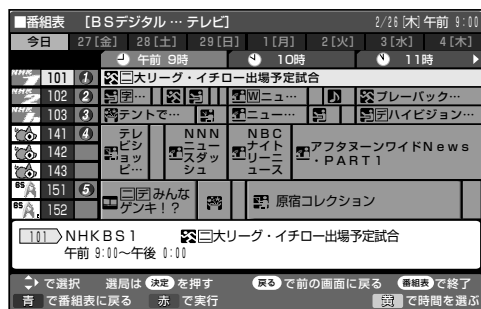 ■番組表 [BSデジタル … テレビ] 2/26[木]午前 9:00
今日 27[金] 28[土] 29[日] 1[月] 2[火] 3[水] 4[木]
午前 9時 10時 11時
NHK 101 ① 二大リーグ・イチロー出場予定試合
102 ② 字… W ニュ… プレーバック…
NHK 103 ③ テントで… ニュー… デハイビジョン…
141 ④ テレビショッピ… NNNニュースダッシュ NBCナイトリーニュース アフタヌーンワイドNews・PART1
142
143
BS 151 ⑤ 二デみんなゲンキ!? 原宿コレクション
BS 152
101 NHKBS1 二大リーグ・イチロー出場予定試合
午前 9:00~午後 0:00
で選択 選局は 決定 を押す 戻る で前の画面に戻る 番組表 で終了
青 で番組表に戻る 赤 で実行 黄 で時間を選ぶ